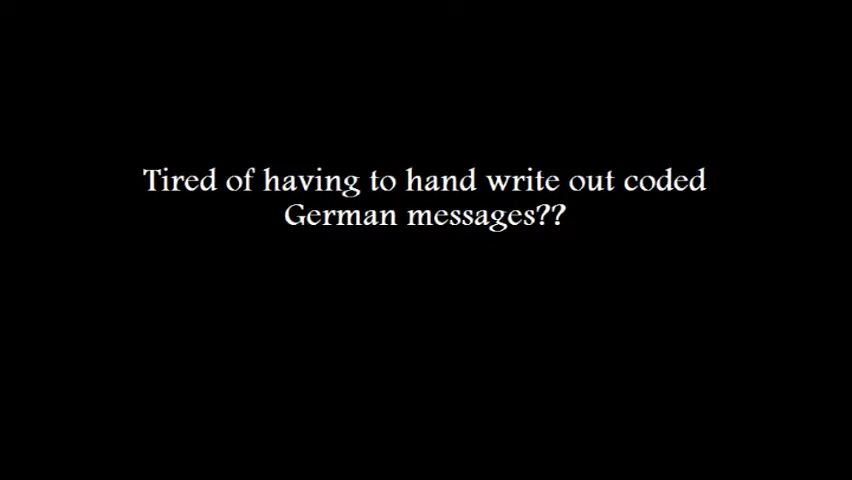 Tired of having to hand write out coded
German messages??